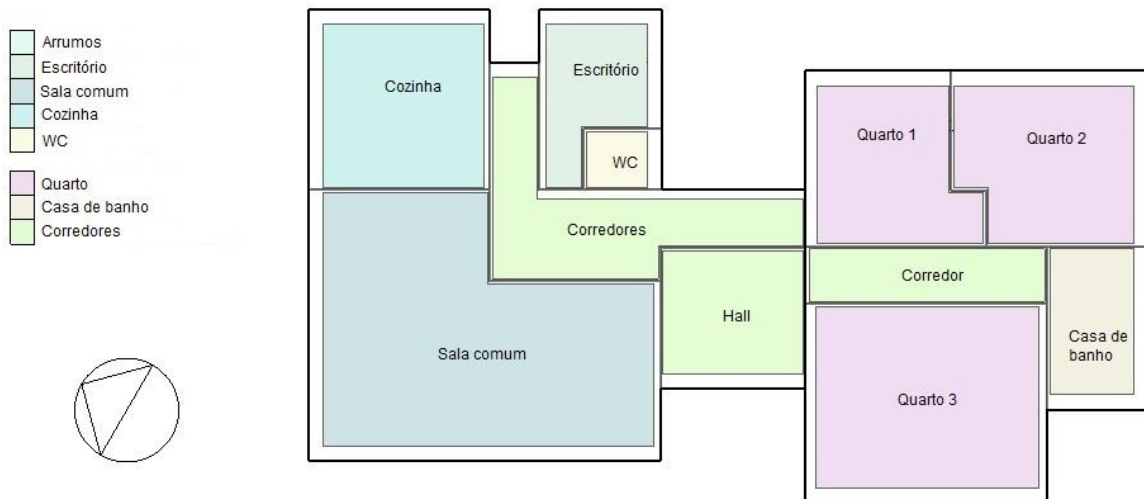 Arrumos
Escritório
Sala comum
Cozinha
WC
Quarto
Casa de banho
Corredores
Cozinha
Escritório
WC
Corredores
Sala comum
Hall
Quarto 1
Quarto 2
Corredor
Casa de
banho
Quarto 3